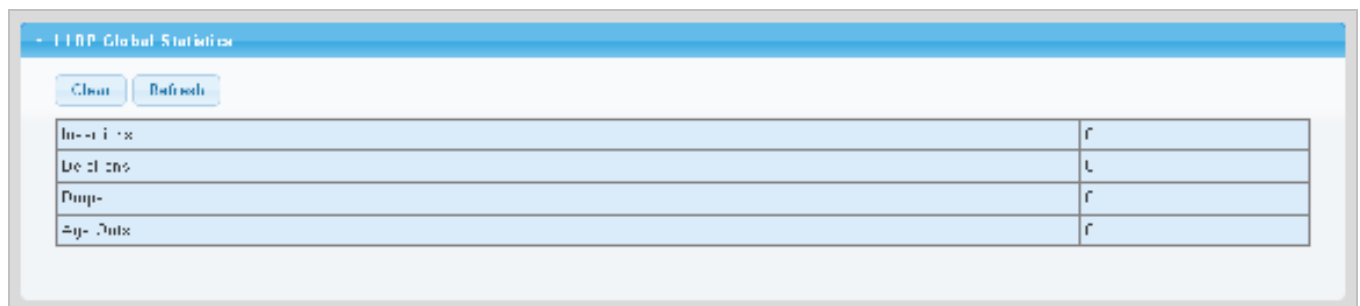 LLDP Global Statistics
Clear Refresh
Insertions 0
Deletions 0
Drops 0
Age Outs 0